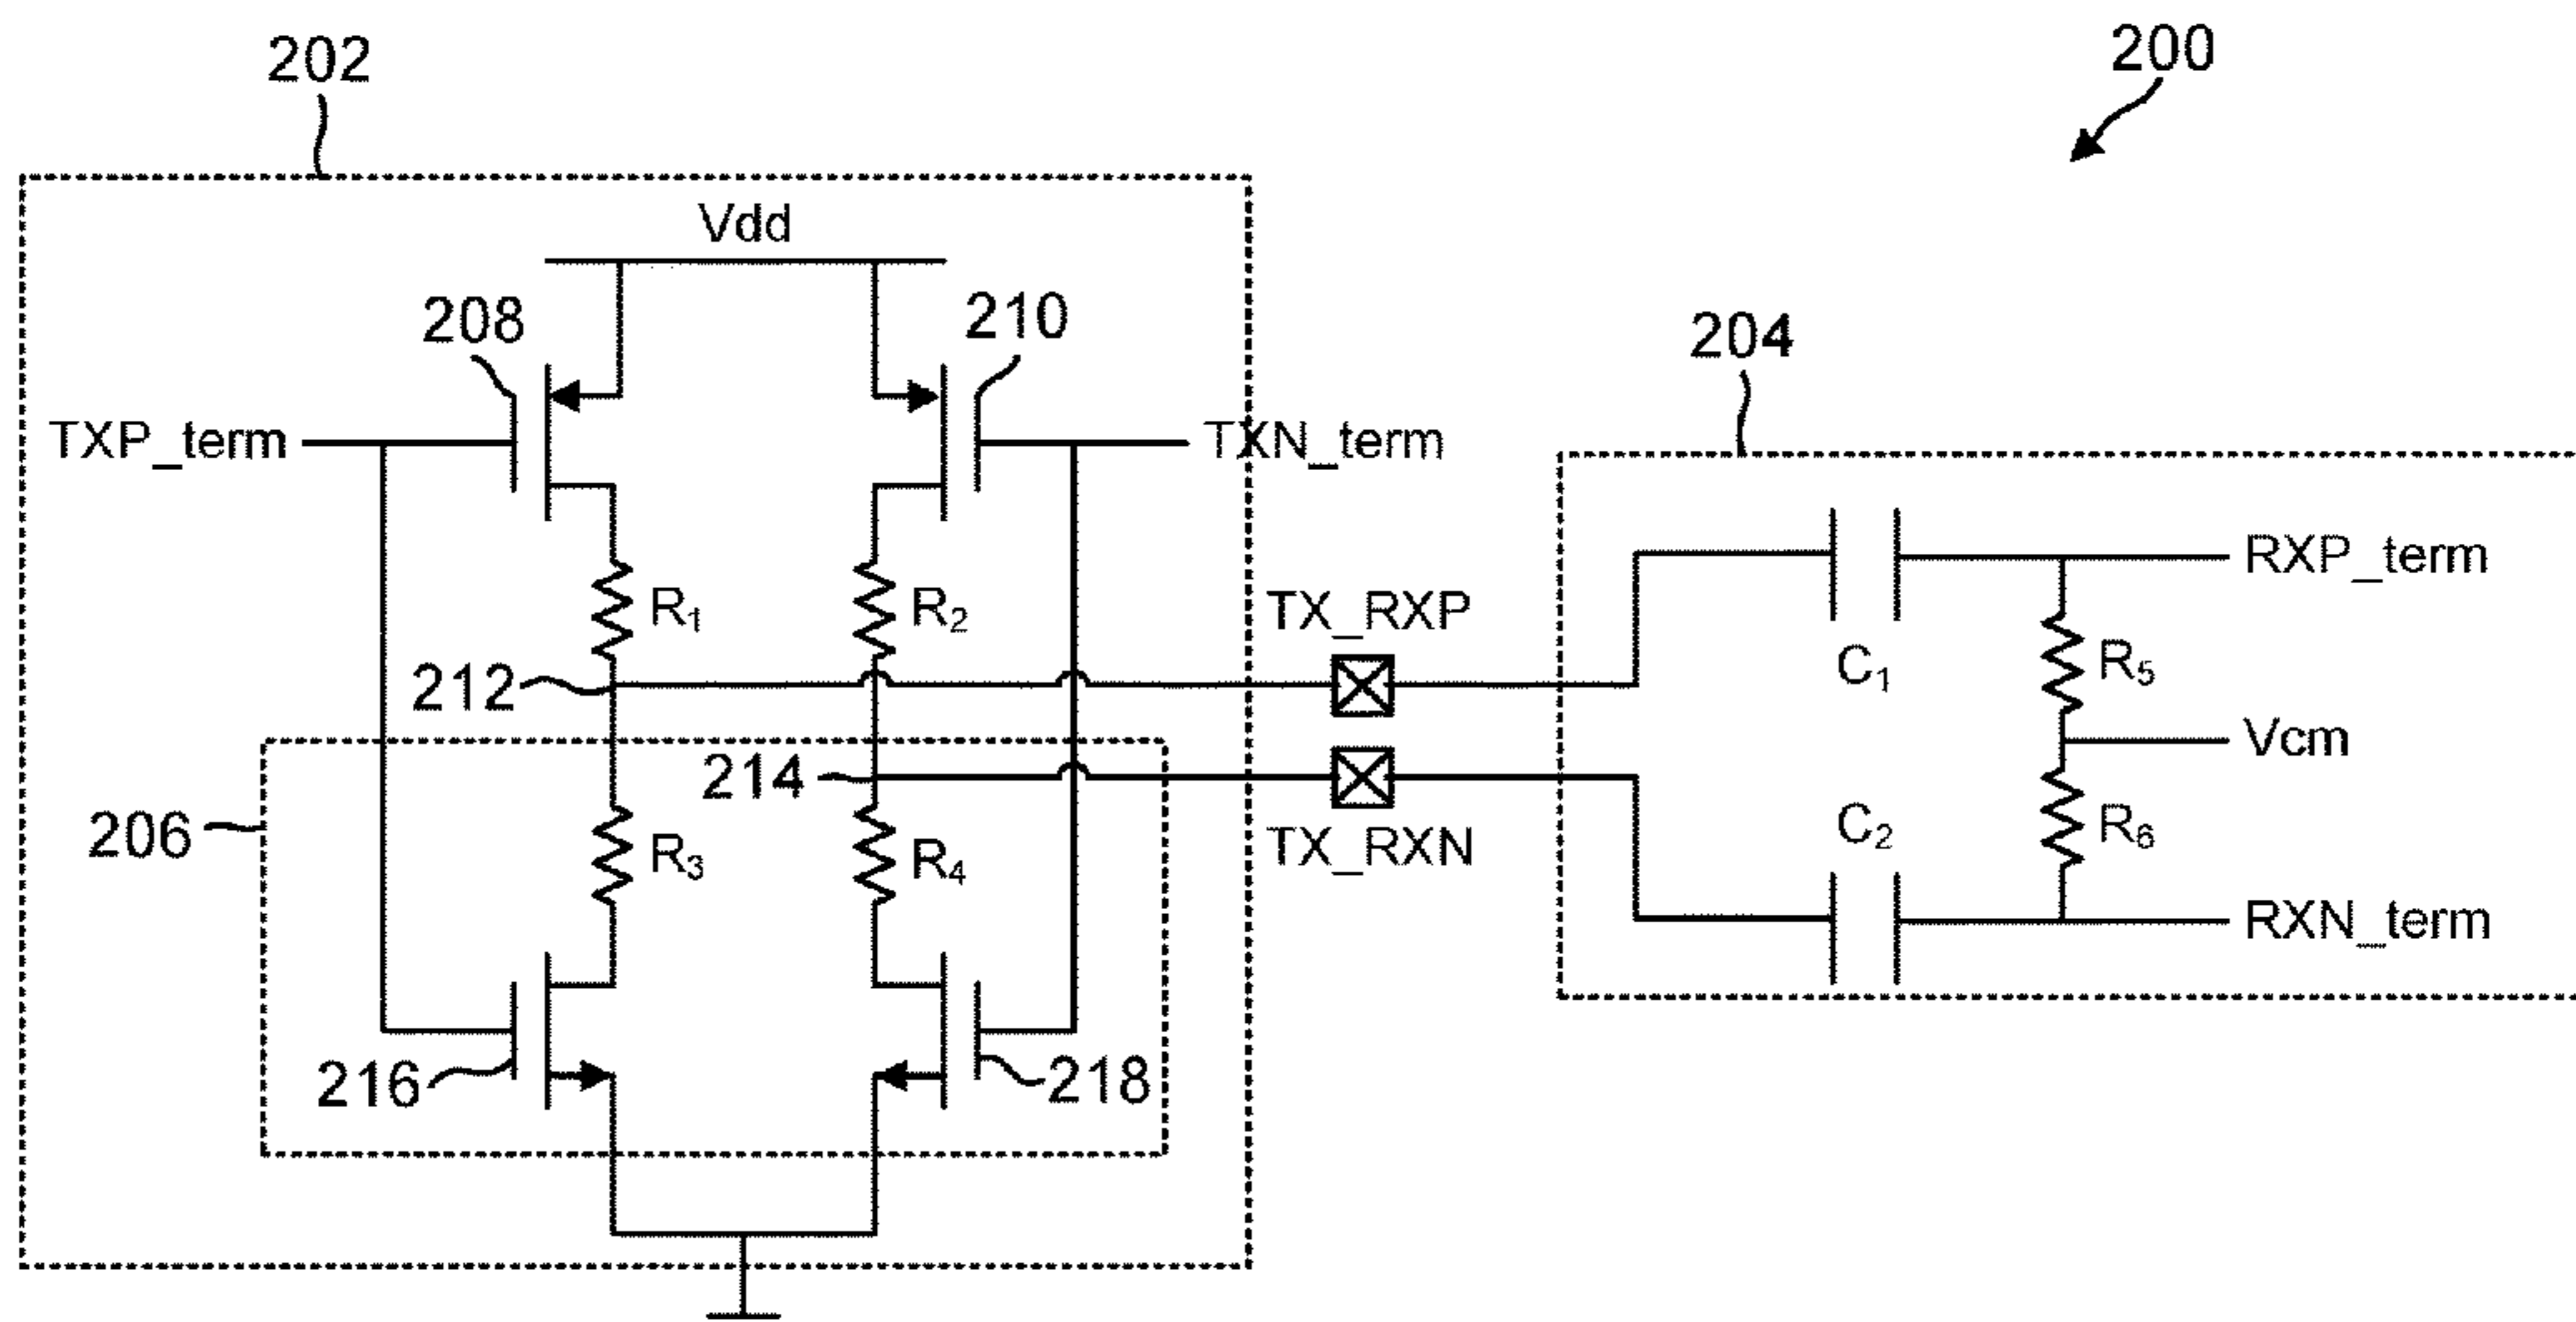 202
200
Vdd
208
210
204
TXP_term
TXN_term
RXP_term
R1
R2
TX_RXP
C1
R5
212
Vcm
214
206
R3
R4
TX_RXN
C2
R6
RXN_term
216
218